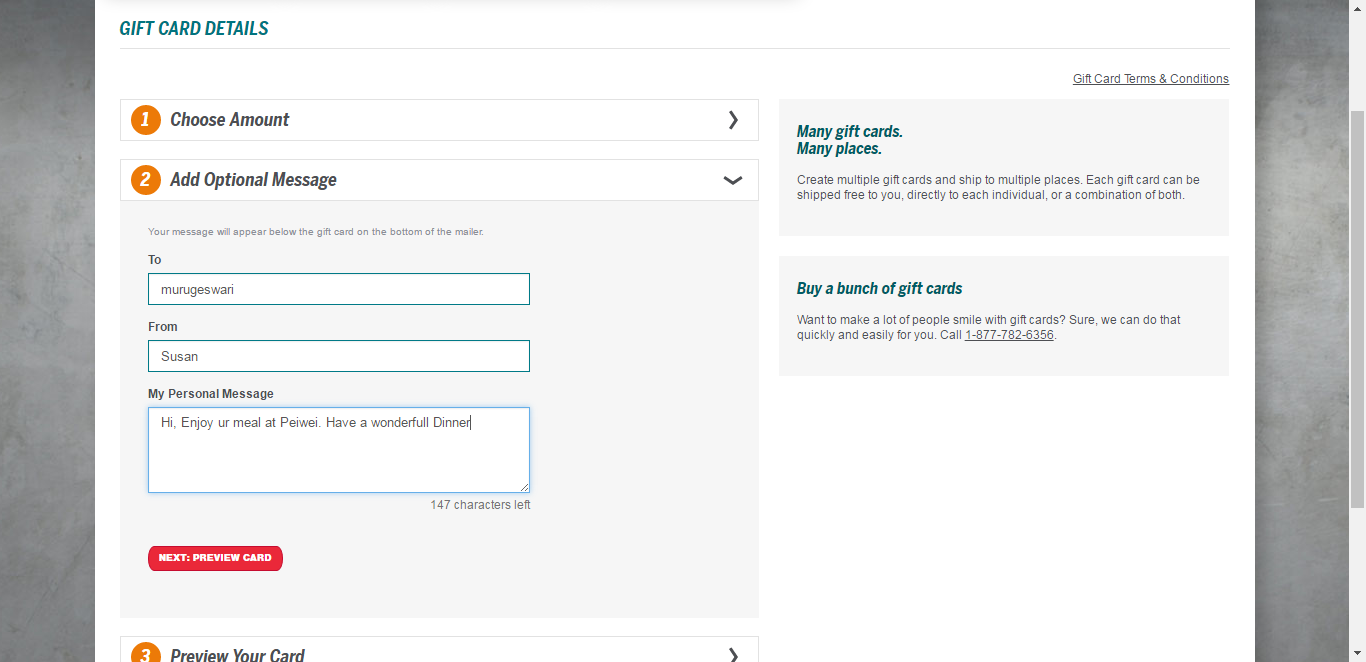 GIFT CARD DETAILS
Gift Card Terms & Conditions
1 Choose Amount
2 Add Optional Message
Your message will appear below the gift card on the bottom of the mailer.
To
murugeswari
From
Susan
My Personal Message
Hi, Enjoy ur meal at Peiwei. Have a wonderfull Dinner
147 characters left
NEXT: PREVIEW CARD
3 Preview Your Card
Many gift cards.
Many places.
Create multiple gift cards and ship to multiple places. Each gift card can be
shipped free to you, directly to each individual, or a combination of both.
Buy a bunch of gift cards
Want to make a lot of people smile with gift cards? Sure, we can do that
quickly and easily for you. Call 1-877-782-6356.